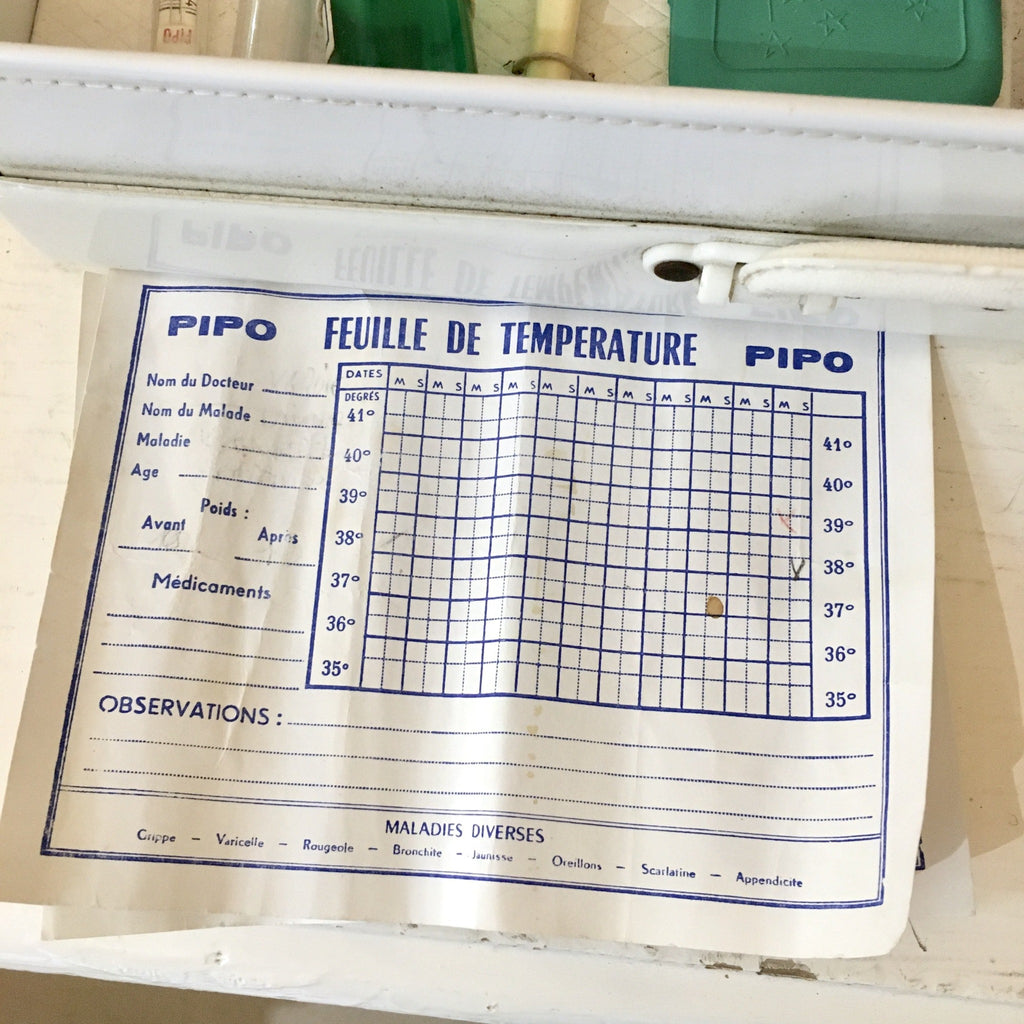 PIPO
PIPO FEUILLE DE TEMPERATURE PIPO
Nom du Docteur
Nom du Malade
Maladie
Age
Poids :
Avant Après
Médicaments
DATES M S M S M S M S M S M S M S M S M S M S M S
DEGRÉS
41° 41°
40° 40°
39° 39°
38° 38°
37° 37°
36° 36°
35° 35°
OBSERVATIONS :
MALADIES DIVERSES
Grippe — Varicelle — Rougeole — Bronchite — Jaunisse — Oreillons — Scarlatine — Appendicite